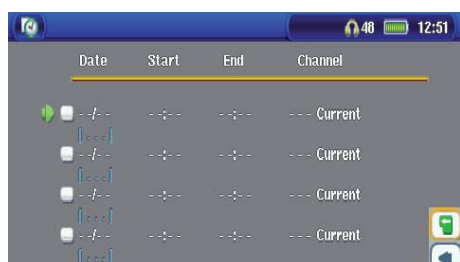 48 12:51
Date Start End Channel
--/-- --:-- --:-- --- Current
[...]
--/-- --:-- --:-- --- Current
[...]
--/-- --:-- --:-- --- Current
[...]
--/-- --:-- --:-- --- Current
[...]